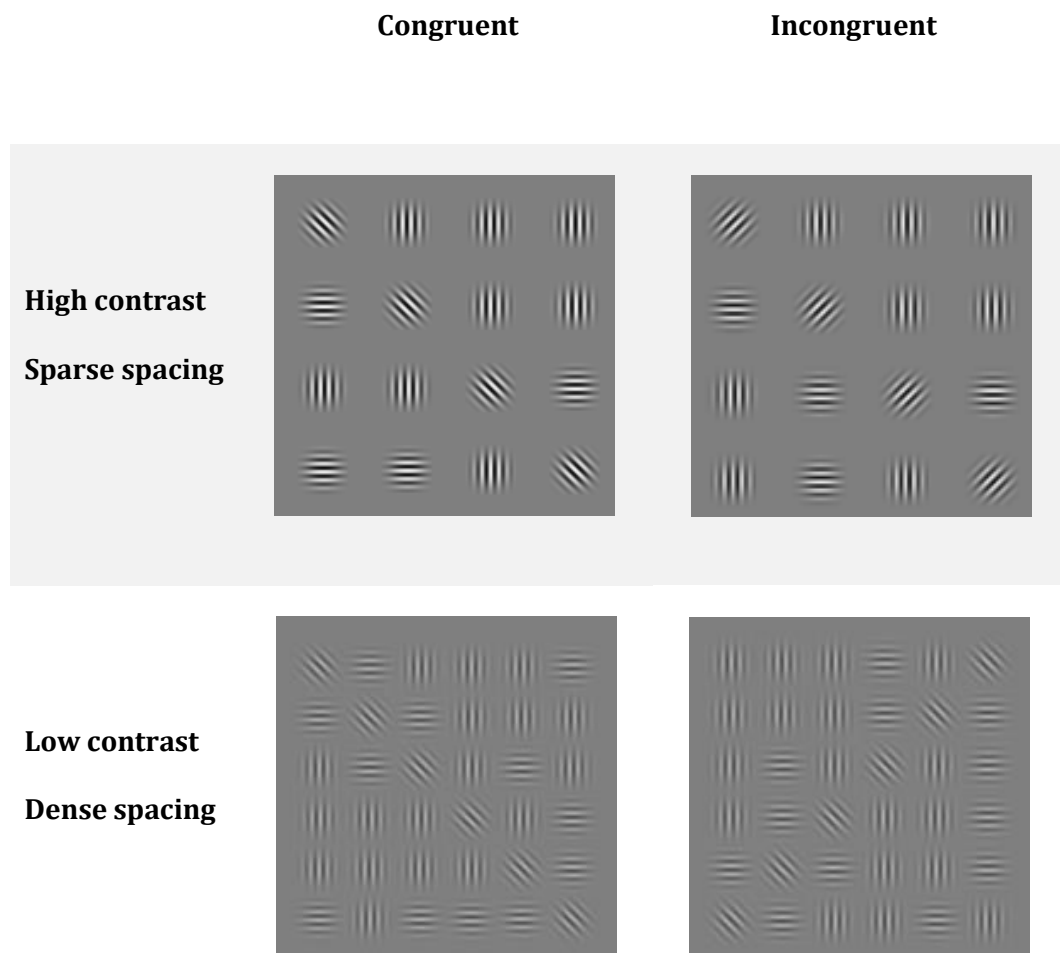 Congruent
Incongruent
High contrast
Sparse spacing
Low contrast
Dense spacing